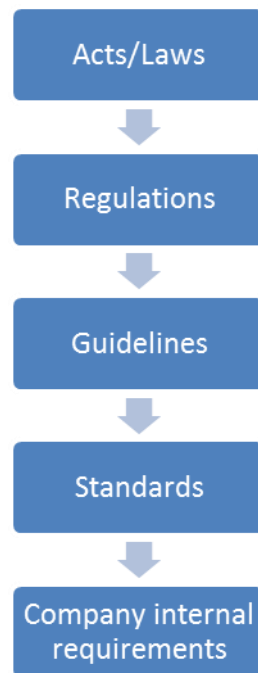 Acts/Laws
Regulations
Guidelines
Standards
Company internal
requirements